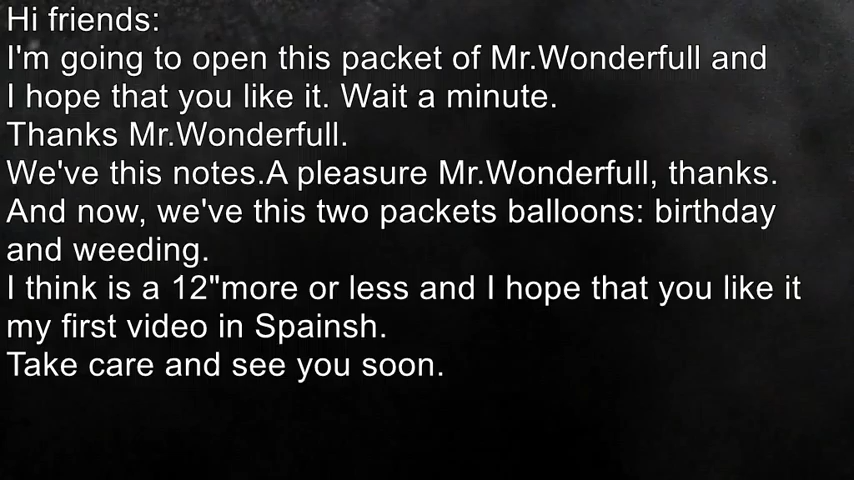 Hi friends:
I'm going to open this packet of Mr.Wonderfull and
I hope that you like it. Wait a minute.
Thanks Mr.Wonderfull.
We've this notes.A pleasure Mr.Wonderfull, thanks.
And now, we've this two packets balloons: birthday
and weeding.
I think is a 12"more or less and I hope that you like it
my first video in Spainsh.
Take care and see you soon.